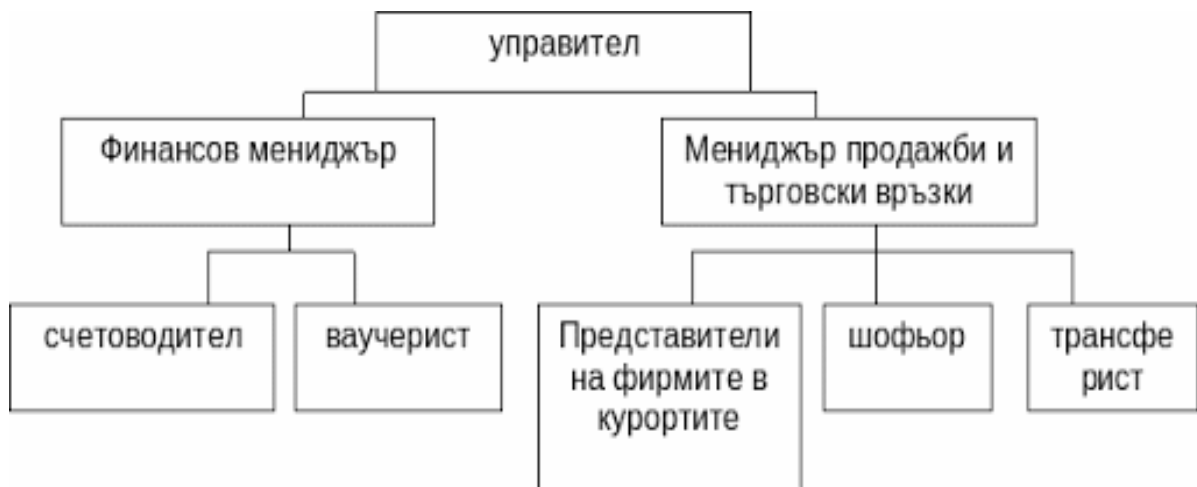 управител
Финансов мениджър
Мениджър продажби и
търговски връзки
счетоводител
ваучерист
Представители
на фирмите в
курортите
шофьор
трансфе
рист